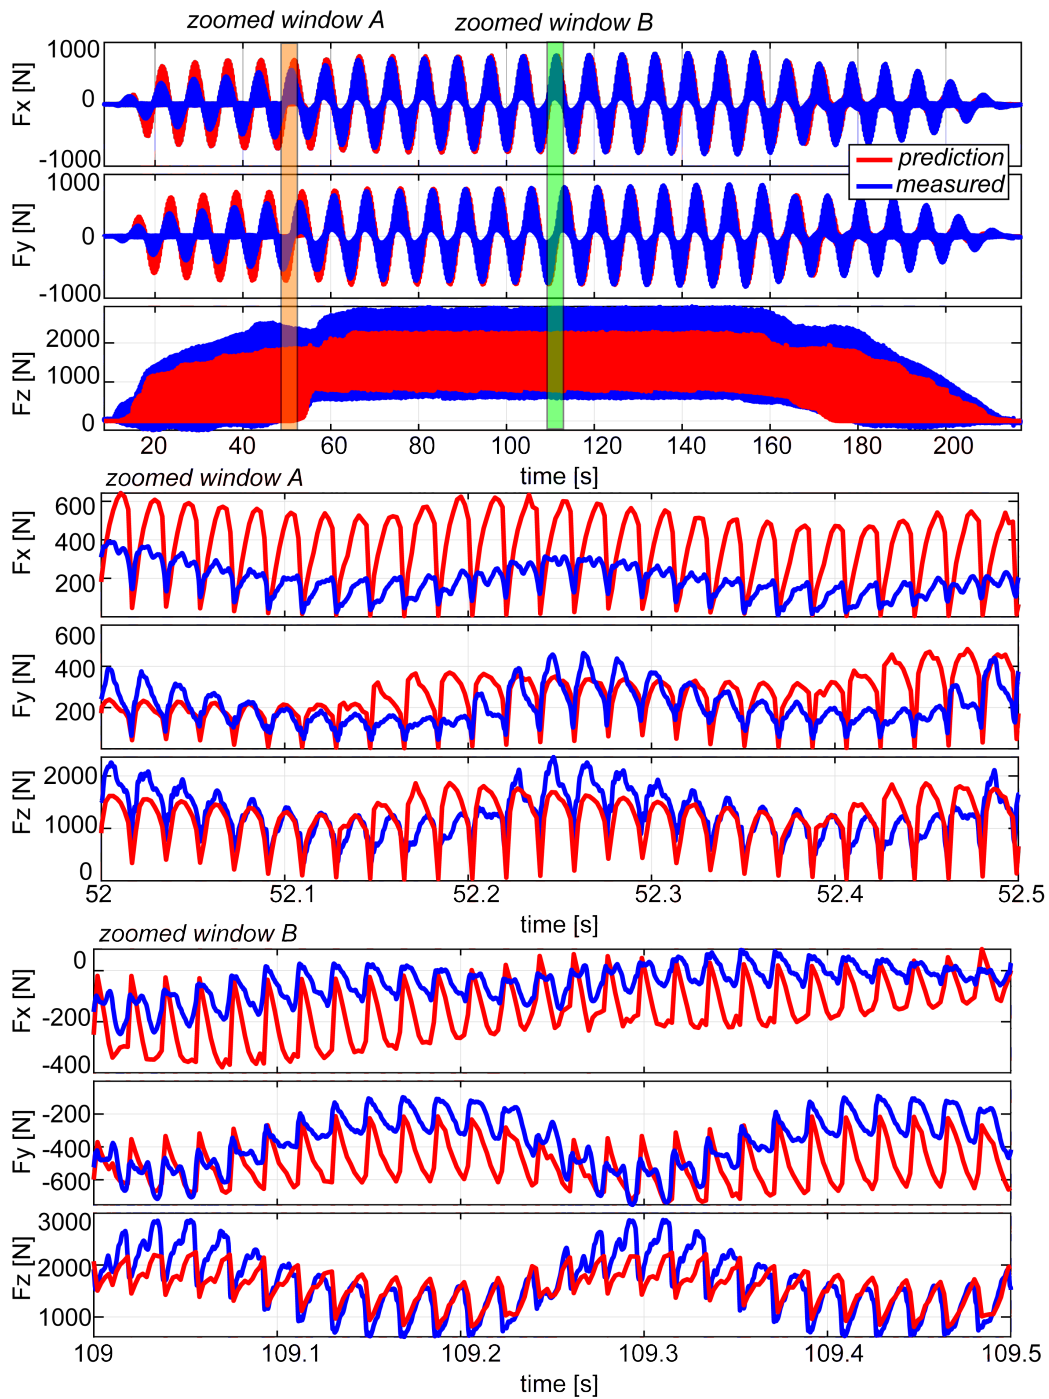 zoomed window A
zoomed window B
Fx [N]
1000
0
-1000
prediction
measured
Fy [N]
1000
0
-1000
Fz [N]
2000
1000
0
20 40 60 80 100 120 140 160 180 200
time [s]
zoomed window A
Fx [N]
600
400
200
Fy [N]
600
400
200
Fz [N]
2000
1000
0
52 52.1 52.2 52.3 52.4 52.5
time [s]
zoomed window B
Fx [N]
0
-200
-400
Fy [N]
-200
-400
-600
Fz [N]
3000
2000
1000
109 109.1 109.2 109.3 109.4 109.5
time [s]